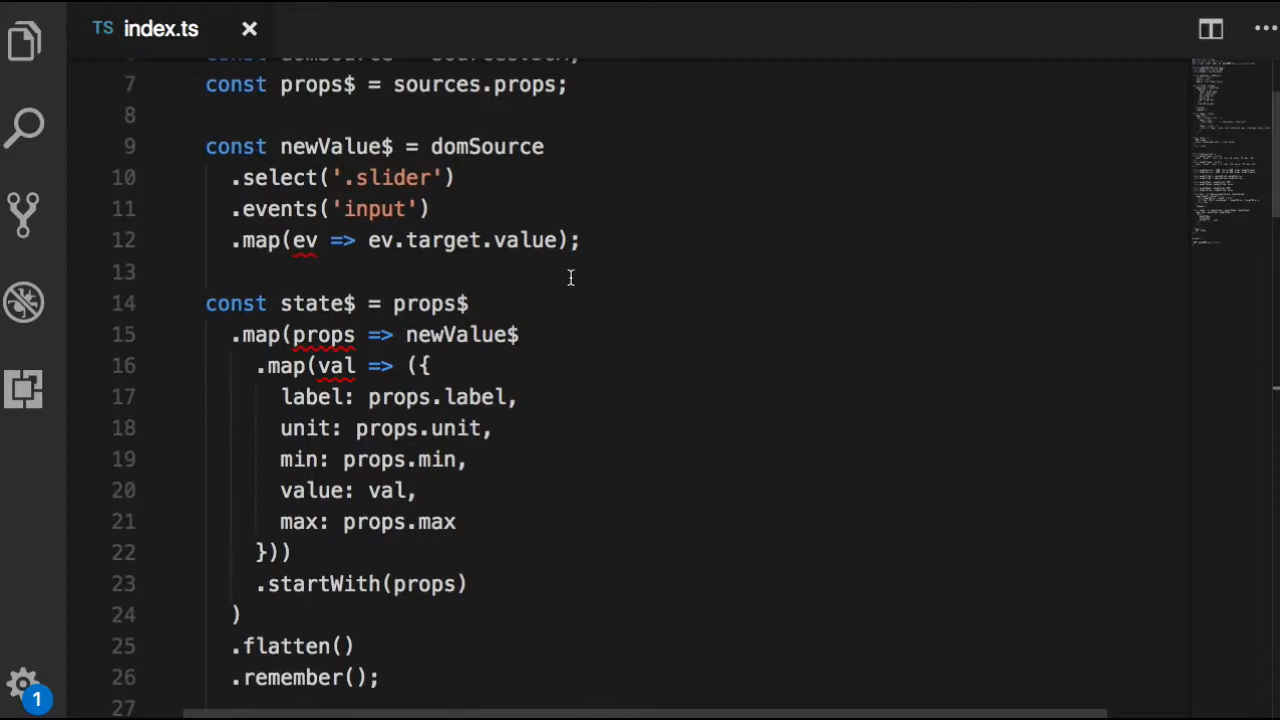 TS index.ts
7 const props$ = sources.props;
8
9 const newValue$ = domSource
10 .select('.slider')
11 .events('input')
12 .map(ev => ev.target.value);
13
14 const state$ = props$
15 .map(props => newValue$
16 .map(val => ({
17 label: props.label,
18 unit: props.unit,
19 min: props.min,
20 value: val,
21 max: props.max
22 }))
23 .startWith(props)
24 )
25 .flatten()
26 .remember();
27
1